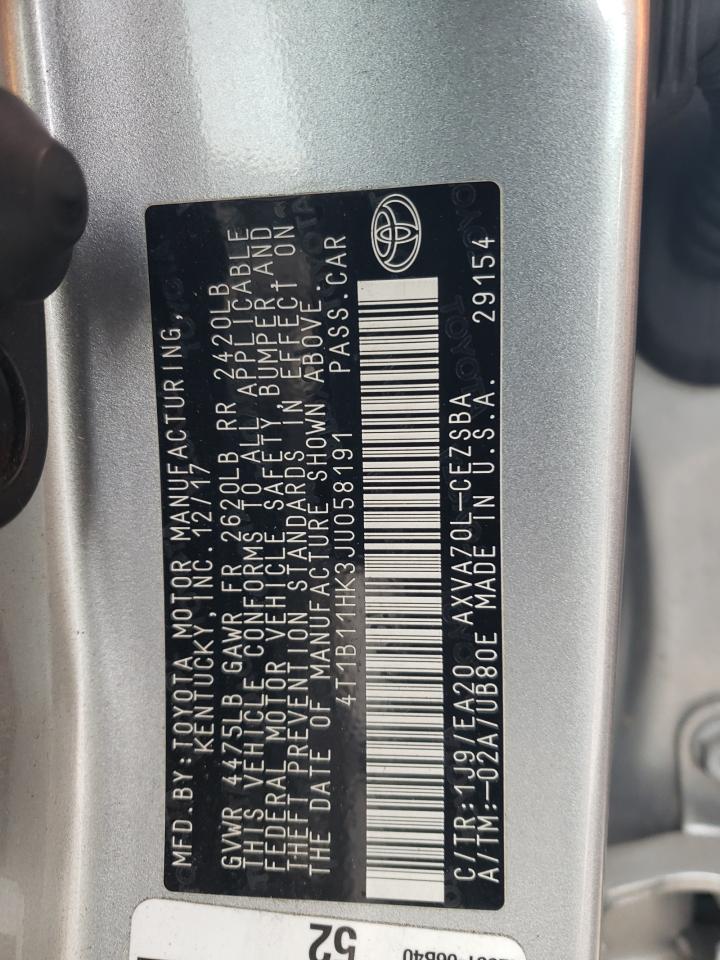 MFD.BY:TOYOTA MOTOR MANUFACTURING,
KENTUCKY,INC. 12/17
GVWR 4475LB GAWR FR 2620LB RR 2420LB
THIS VEHICLE CONFORMS TO ALL APPLICABLE
FEDERAL MOTOR VEHICLE SAFETY,BUMPER,AND
THEFT PREVENTION STANDARDS IN EFFECT ON
THE DATE OF MANUFACTURE SHOWN ABOVE.
4T1B11HK3JU058191 PASS.CAR
C/TR:1J9/EA20 AXVA70L-CEZSBA
A/TM:-02A/UB80E MADE IN U.S.A. 29154
52